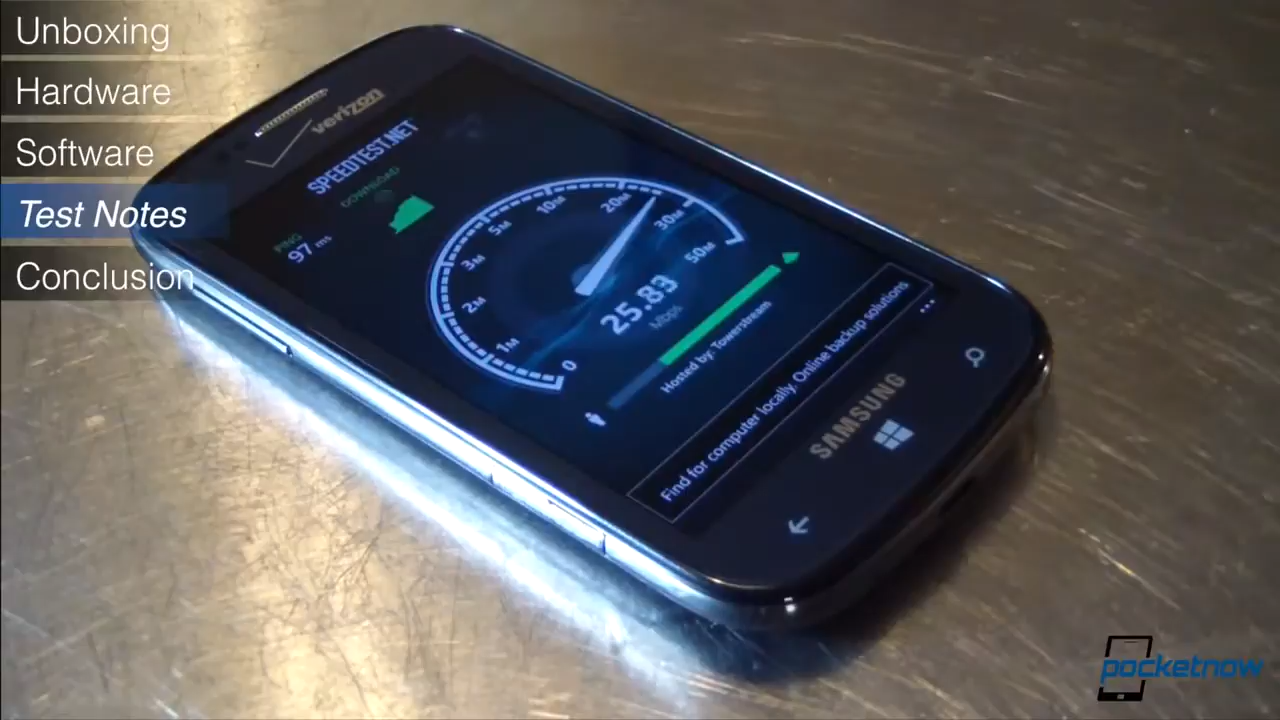 Unboxing
Hardware
Software
Test Notes
Conclusion
verizon
SPEEDTEST.NET
DOWNLOAD
PING
97 ms
0
1M
2M
3M
5M
10M
20M
30M
50M
25.83
Mbps
Hosted by: Towerstream
Find for computer locally. Online backup solutions
SAMSUNG
pocketnow